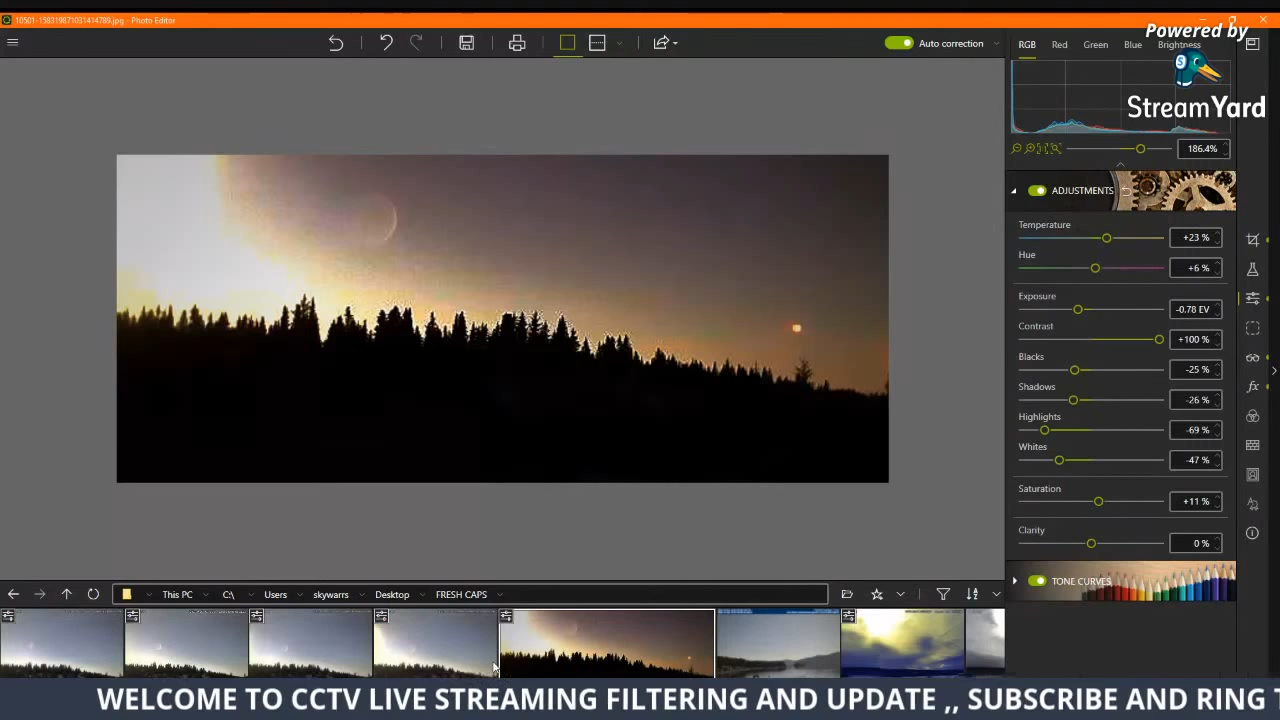 10501-158319871031414789.jpg - Photo Editor
Powered by
StreamYard
Auto correction
RGB
Red
Green
Blue
Brightness
186.4%
ADJUSTMENTS
Temperature
+23 %
Hue
+6 %
Exposure
-0.78 EV
Contrast
+100 %
Blacks
-25 %
Shadows
-26 %
Highlights
-69 %
Whites
-47 %
Saturation
+11 %
Clarity
0 %
TONE CURVES
This PC
C:\
Users
skywarrs
Desktop
FRESH CAPS
WELCOME TO CCTV LIVE STREAMING FILTERING AND UPDATE ,, SUBSCRIBE AND RING T